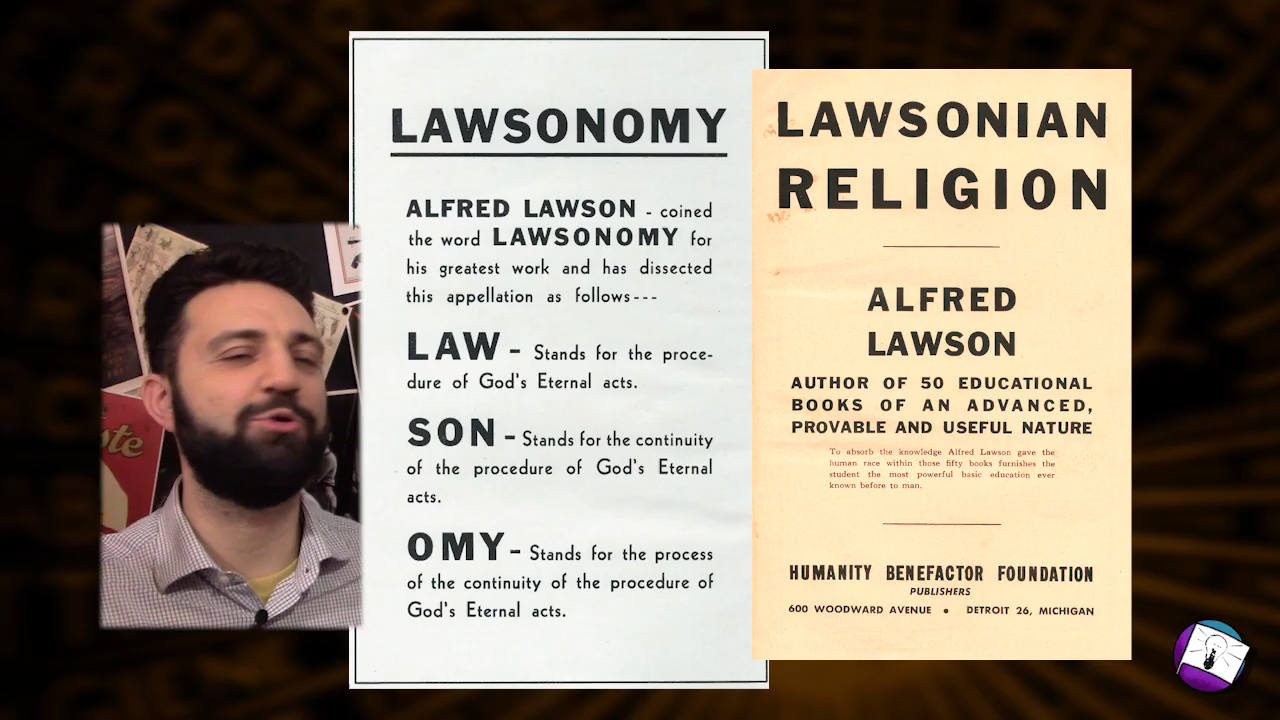 LAWSONOMY
ALFRED LAWSON - coined
the word LAWSONOMY for
his greatest work and has dissected
this appellation as follows---
LAW - Stands for the proce-
dure of God's Eternal acts.
SON - Stands for the continuity
of the procedure of God's Eternal
acts.
OMY- Stands for the process
of the continuity of the procedure of
God's Eternal acts.
LAWSONIAN
RELIGION
ALFRED
LAWSON
AUTHOR OF 50 EDUCATIONAL
BOOKS OF AN ADVANCED,
PROVABLE AND USEFUL NATURE
To absorb the knowledge Alfred Lawson gave the
human race within those fifty books furnishes the
student the most powerful basic education ever
known before to man.
HUMANITY BENEFACTOR FOUNDATION
PUBLISHERS
600 WOODWARD AVENUE • DETROIT 26, MICHIGAN